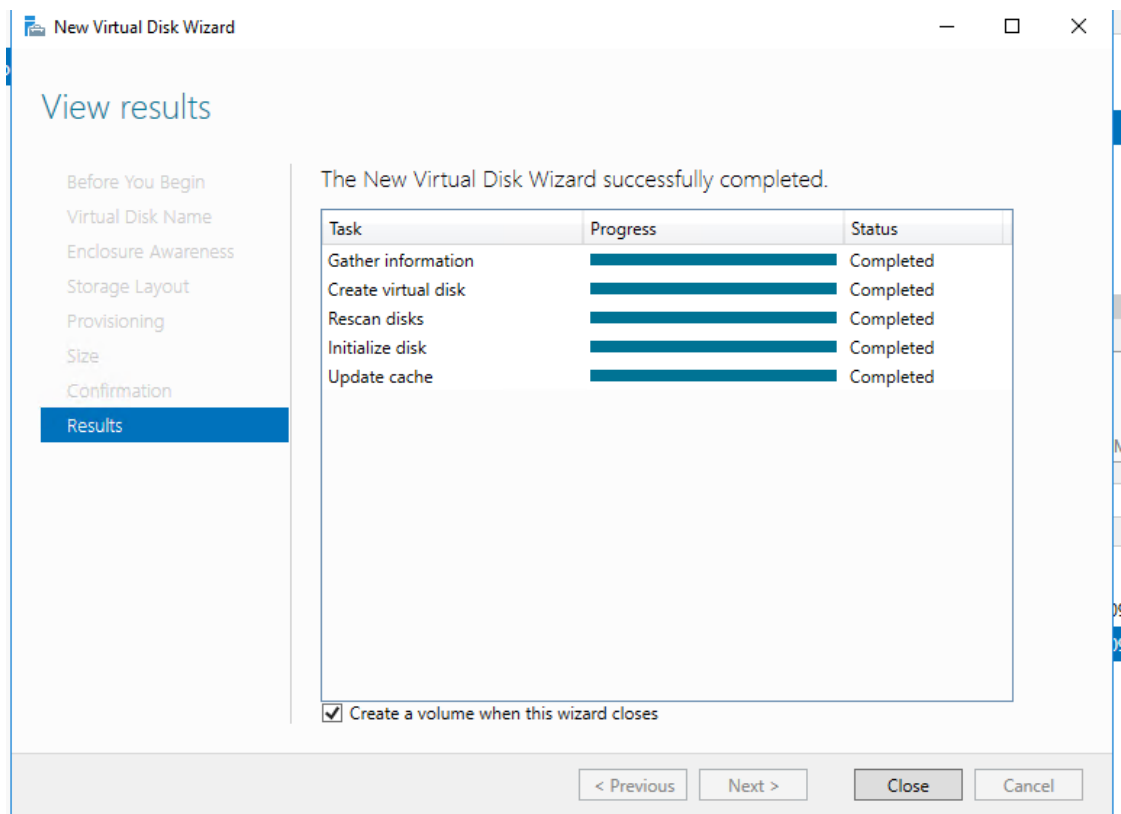 New Virtual Disk Wizard
View results
Before You Begin
Virtual Disk Name
Enclosure Awareness
Storage Layout
Provisioning
Size
Confirmation
Results
The New Virtual Disk Wizard successfully completed.
Task Progress Status
Gather information Completed
Create virtual disk Completed
Rescan disks Completed
Initialize disk Completed
Update cache Completed
Create a volume when this wizard closes
< Previous Next > Close Cancel